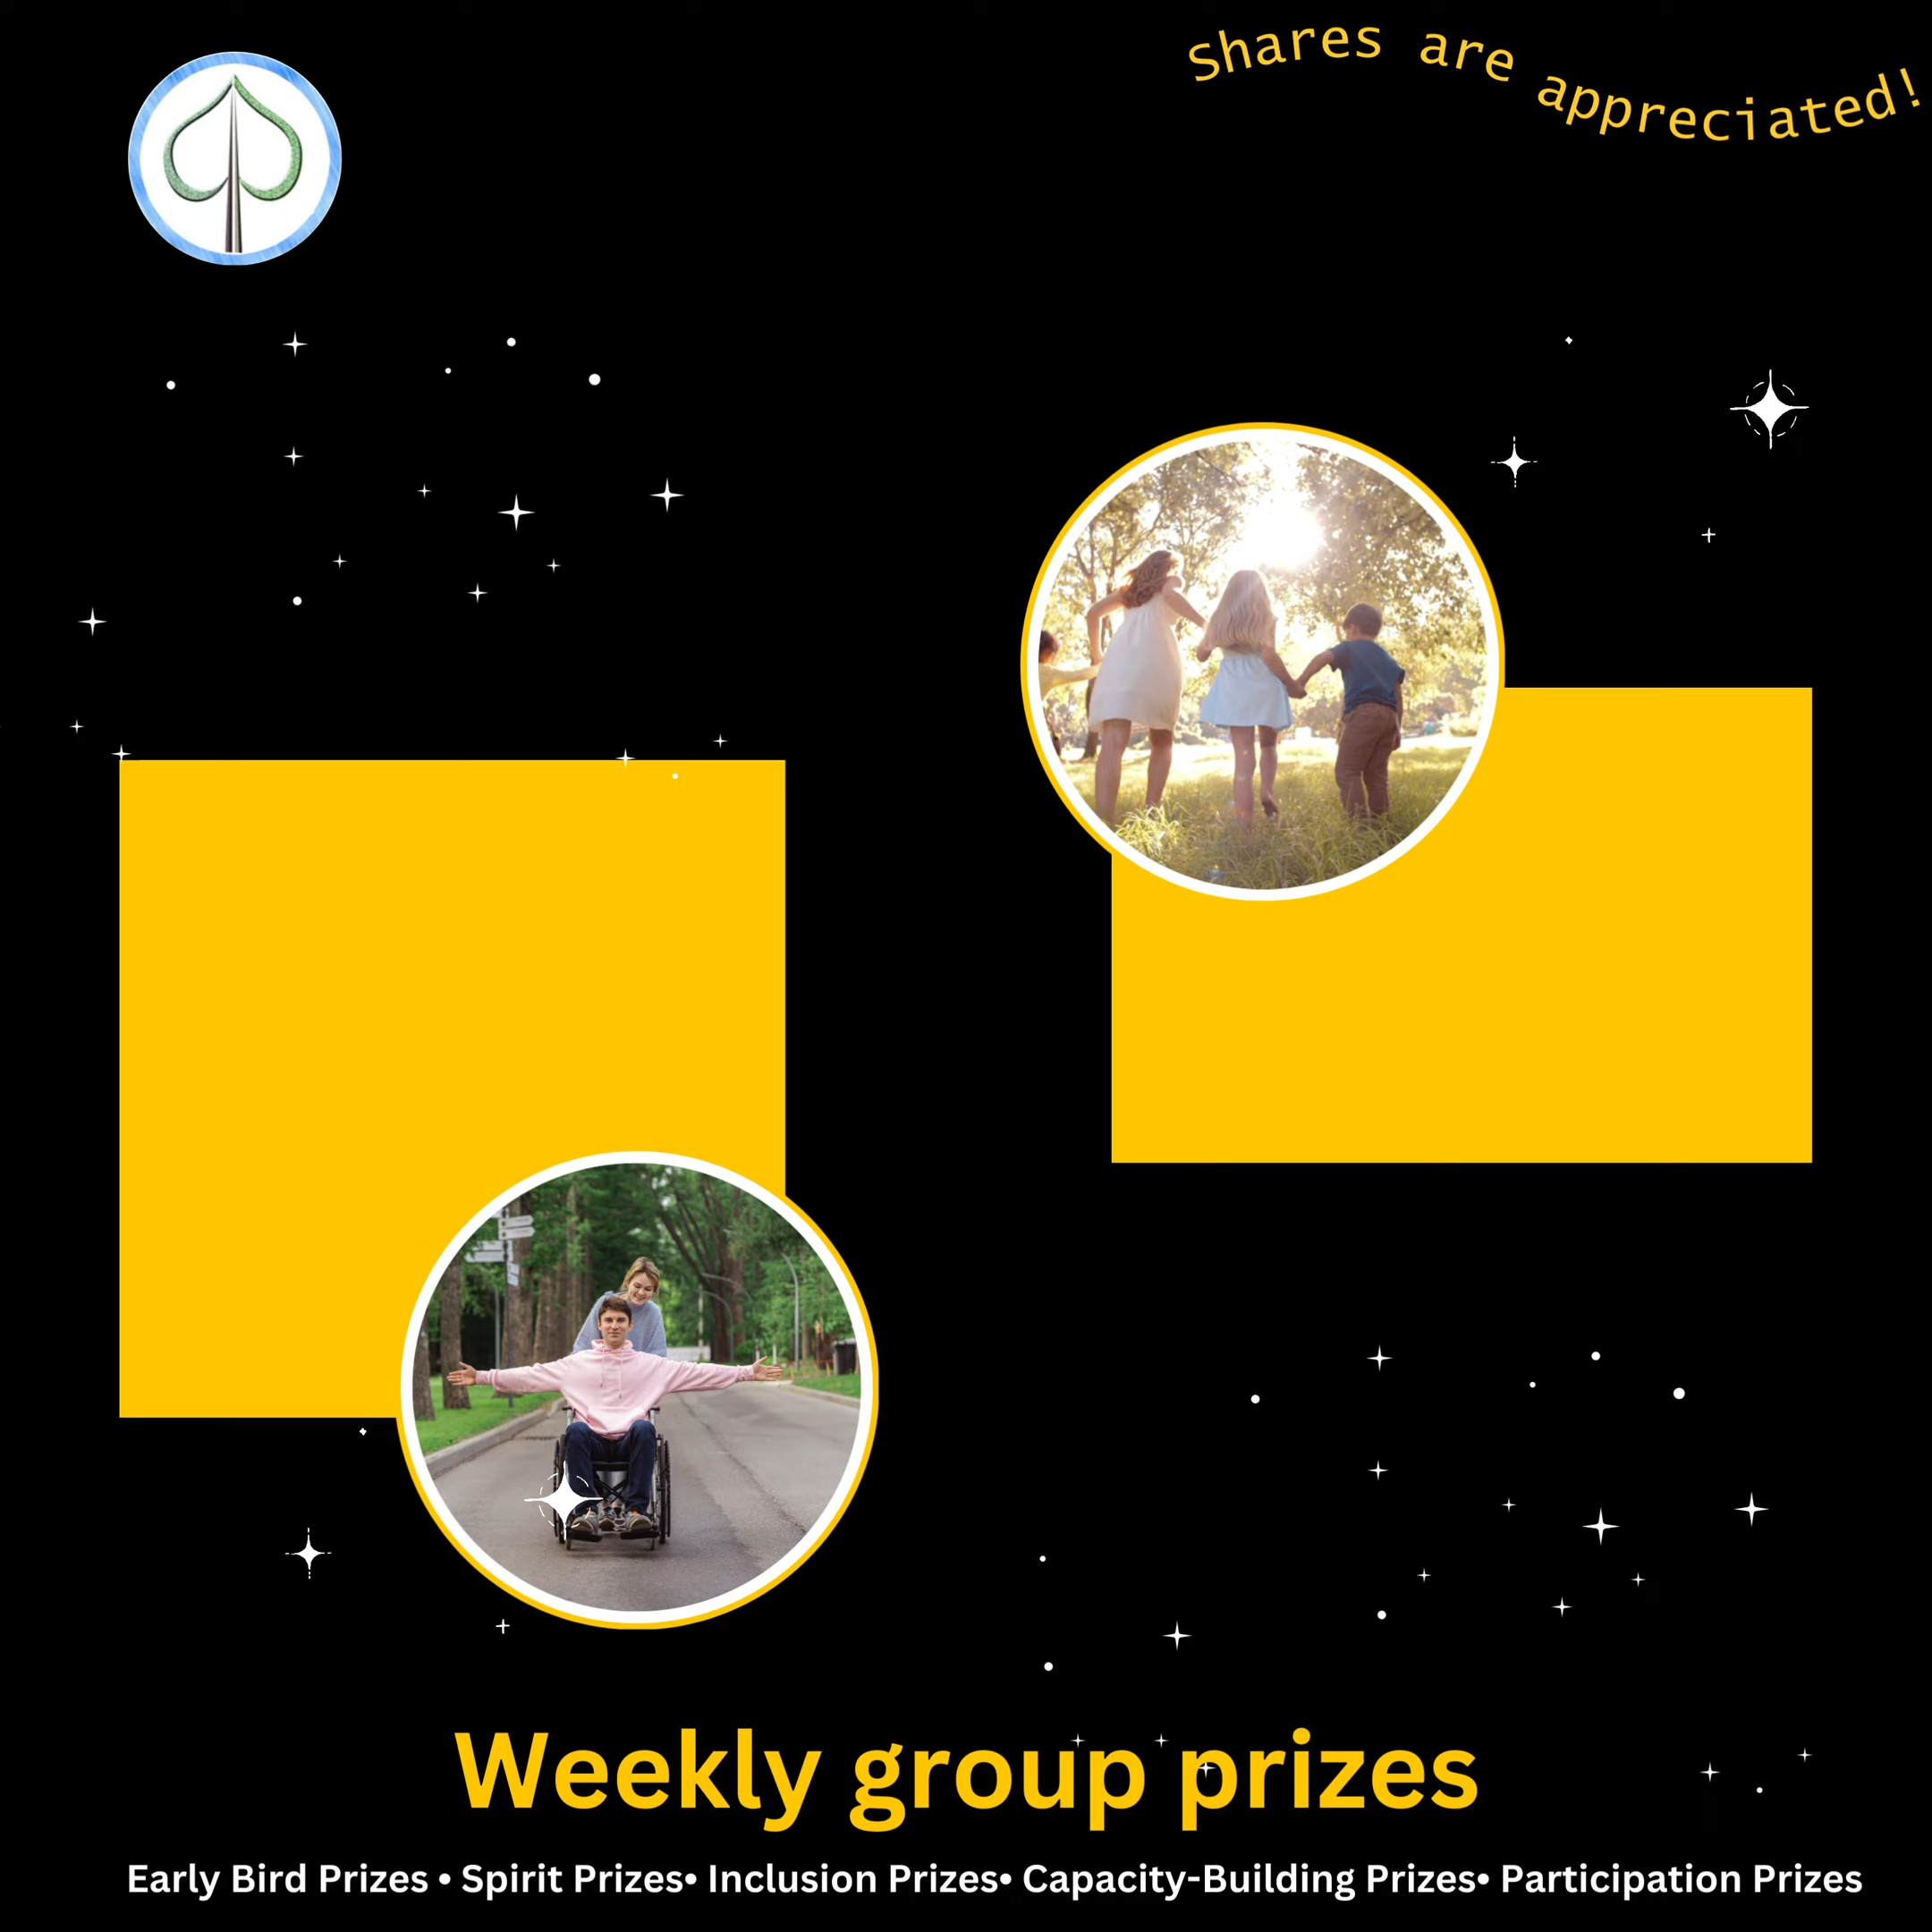 Shares are appreciated!
Weekly group prizes
Early Bird Prizes • Spirit Prizes• Inclusion Prizes• Capacity-Building Prizes• Participation Prizes